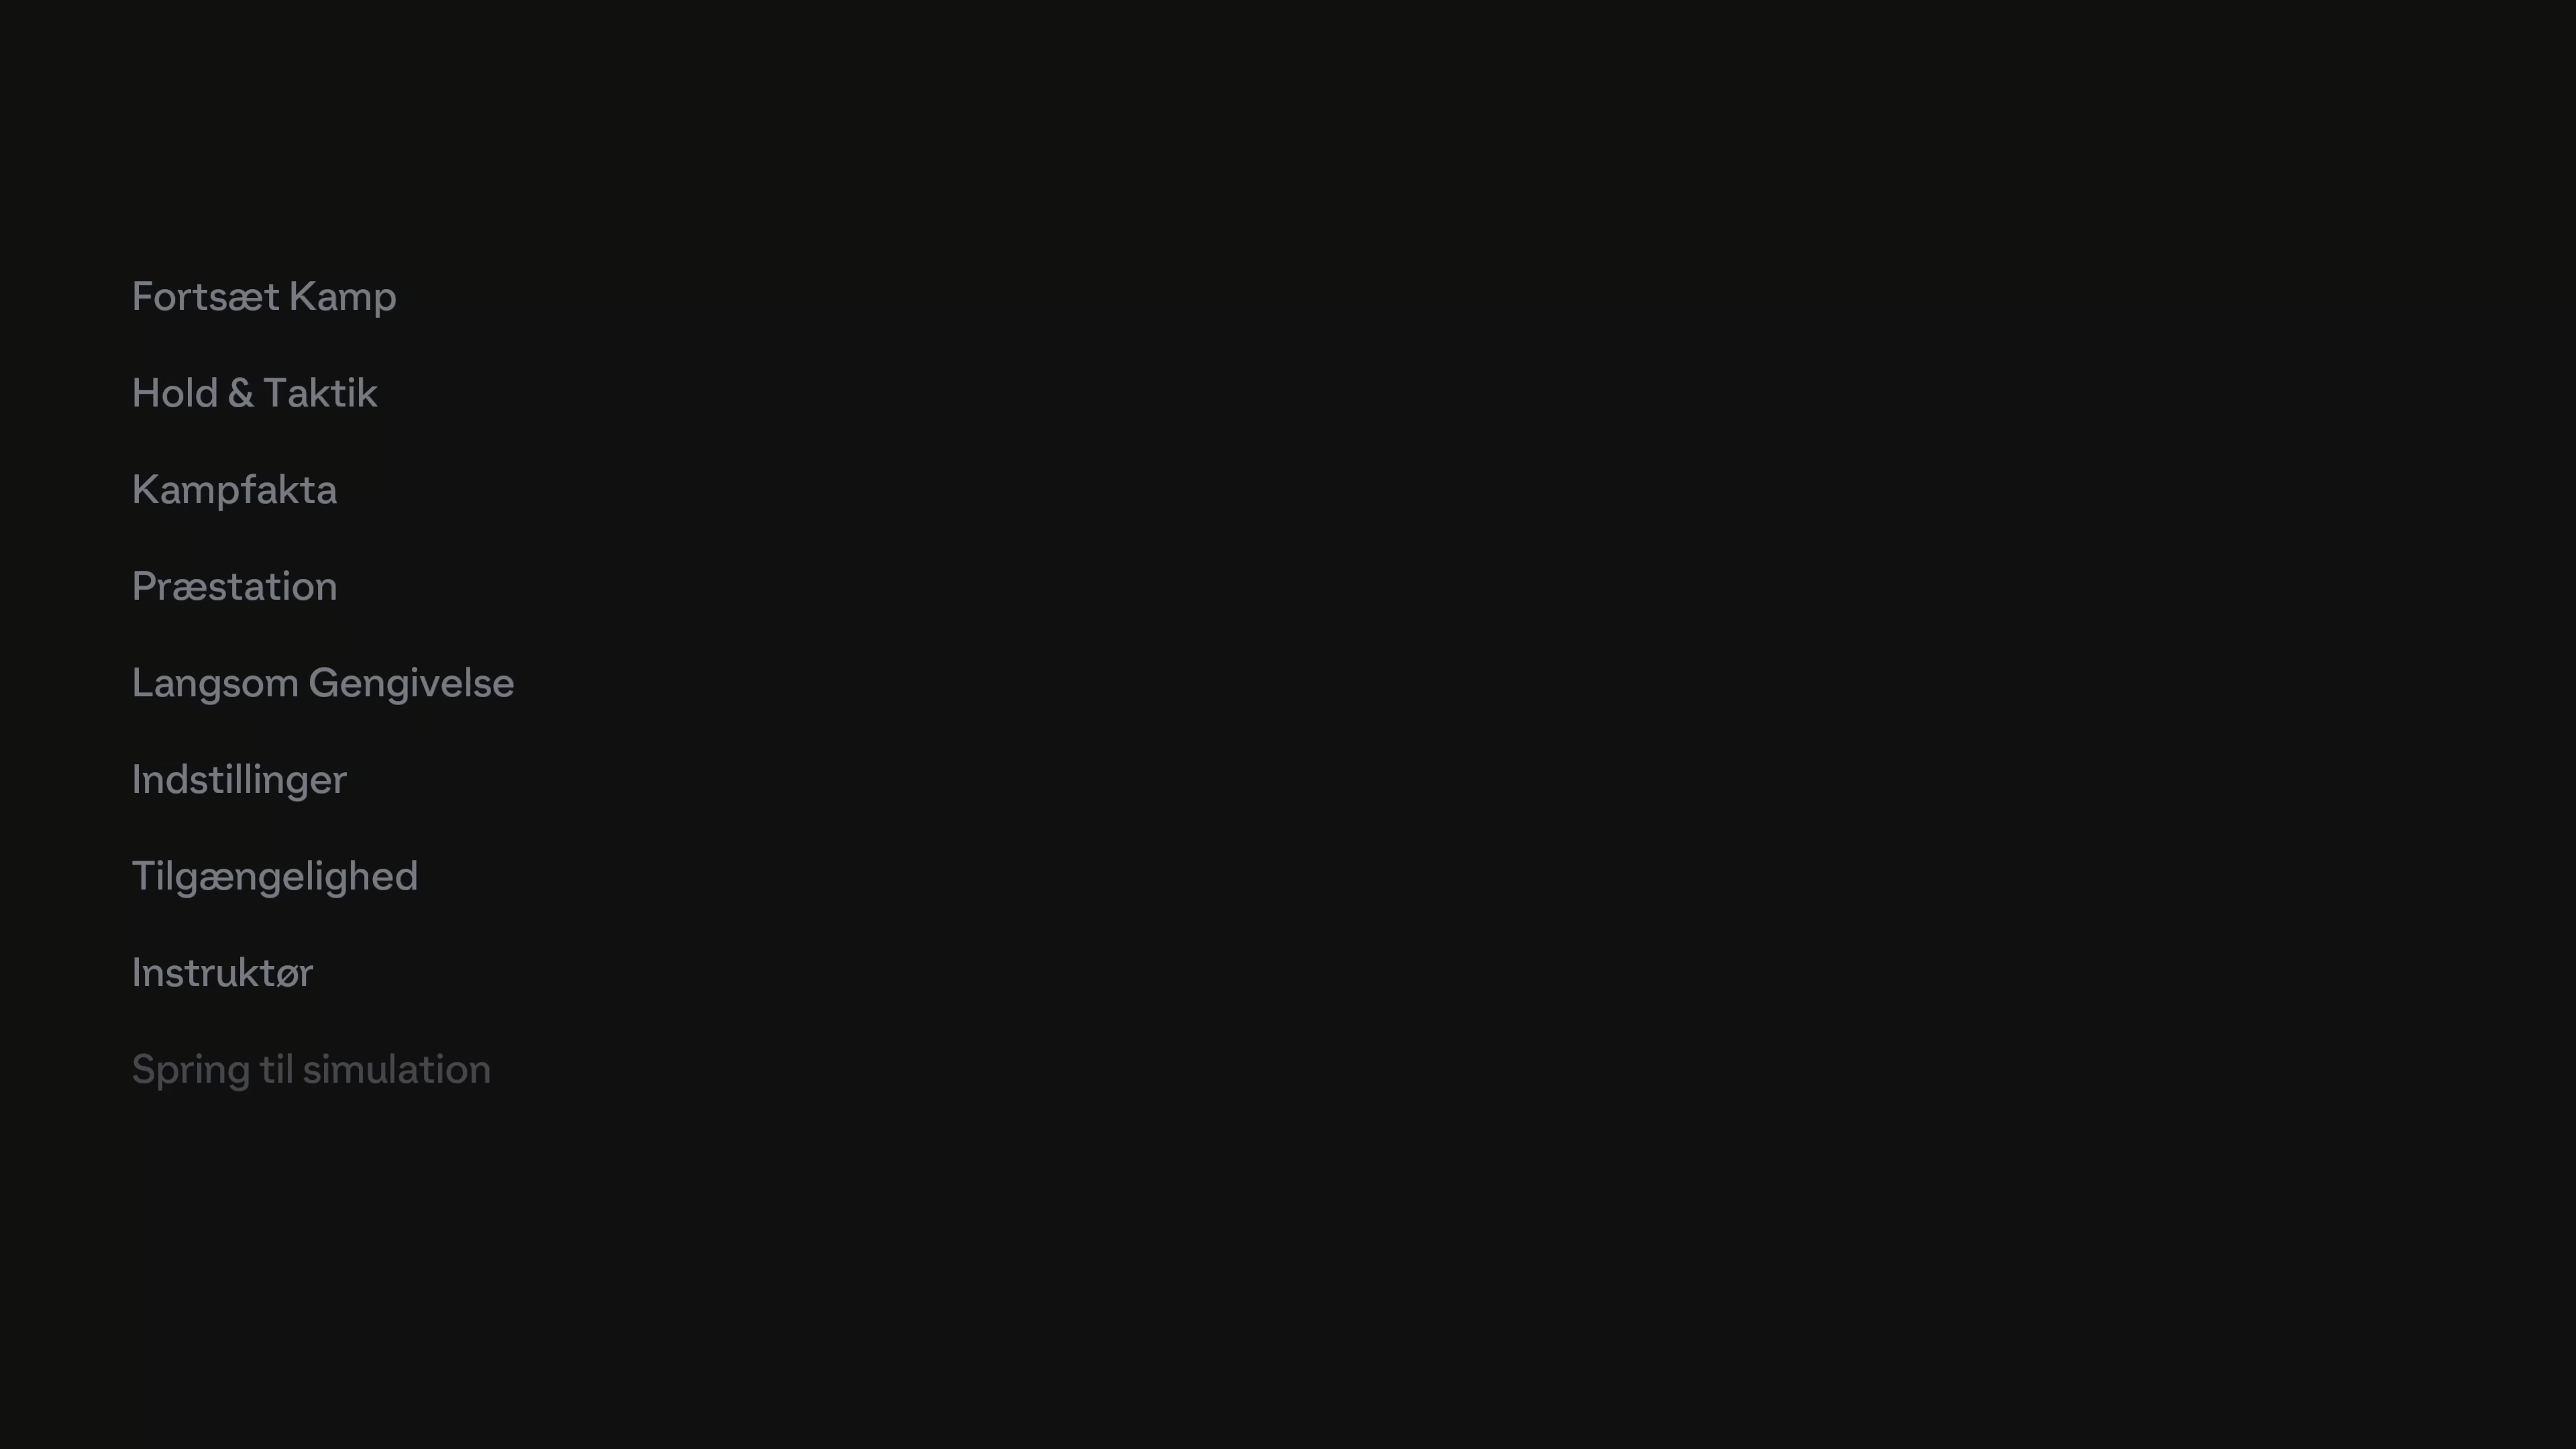 Fortsæt Kamp
Hold & Taktik
Kampfakta
Præstation
Langsom Gengivelse
Indstillinger
Tilgængelighed
Instruktør
Spring til simulation